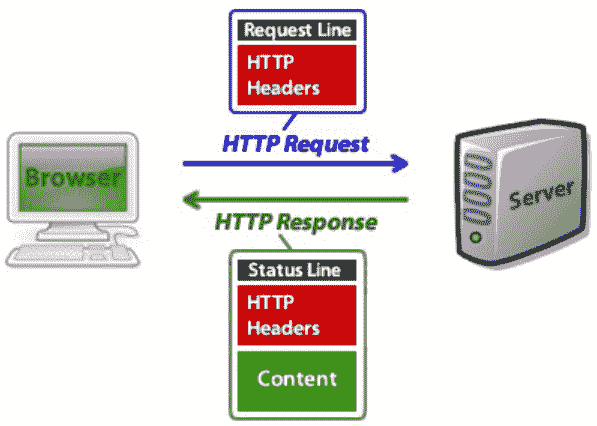 Request Line
HTTP
Headers
HTTP Request
Browser
Server
HTTP Response
Status Line
HTTP
Headers
Content